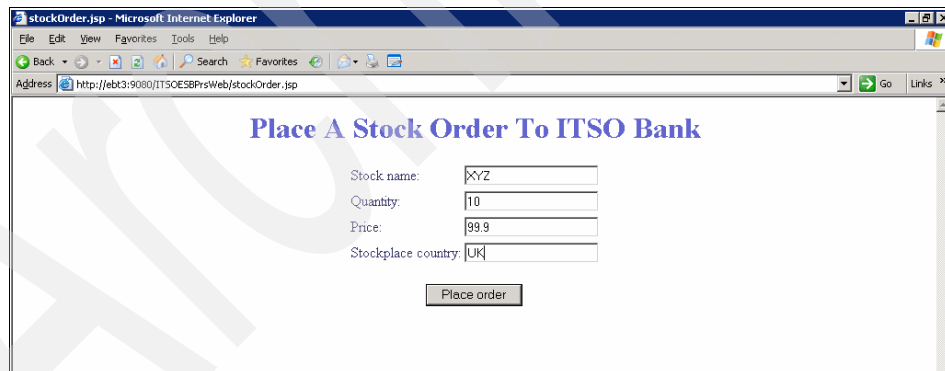 stockOrder.jsp - Microsoft Internet Explorer
File Edit View Favorites Tools Help
Back Search Favorites
Address http://ebt3:9080/ITSOESBPrsWeb/stockOrder.jsp Go Links »
Place A Stock Order To ITSO Bank
Stock name: XYZ
Quantity: 10
Price: 99.9
Stockplace country: UK
Place order